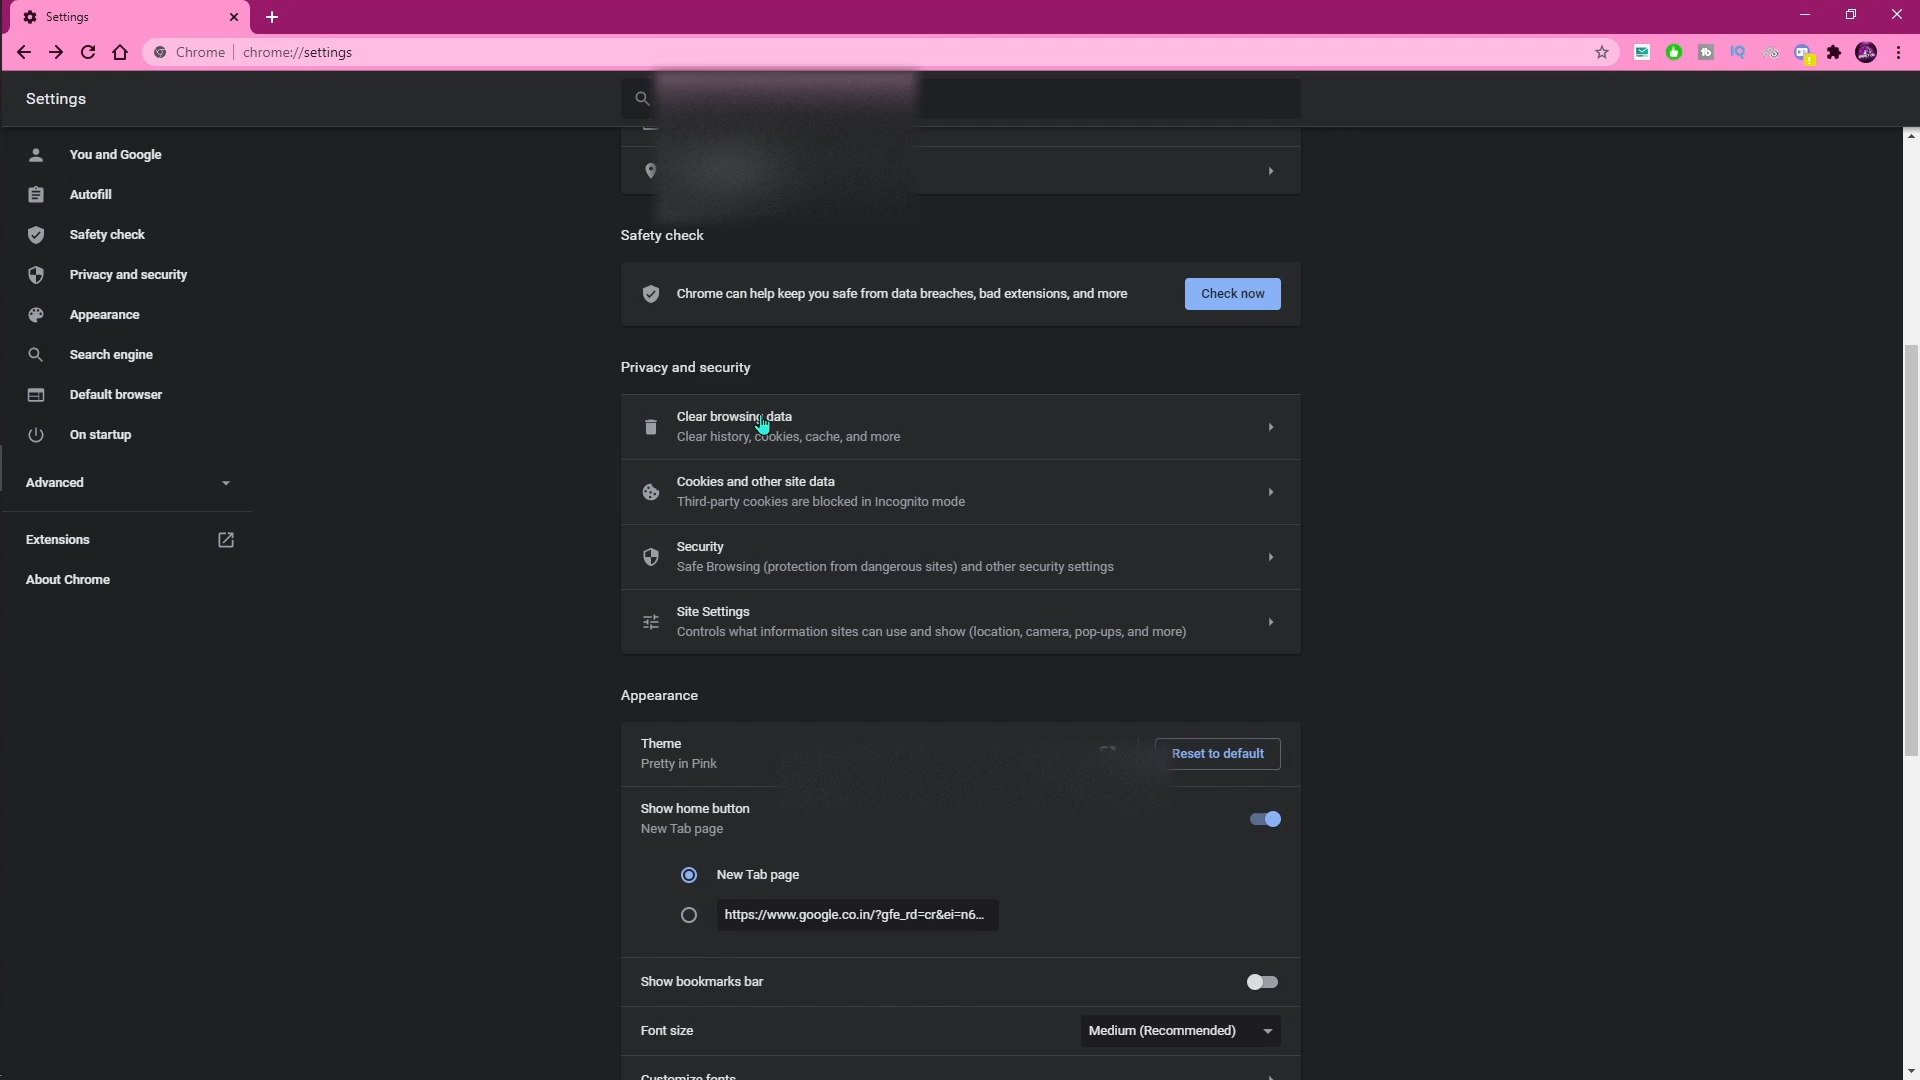 Settings
Chrome
chrome://settings
Settings
You and Google
Autofill
Safety check
Privacy and security
Appearance
Search engine
Default browser
On startup
Advanced
Extensions
About Chrome
Safety check
Chrome can help keep you safe from data breaches, bad extensions, and more
Check now
Privacy and security
Clear browsing data
Clear history, cookies, cache, and more
Cookies and other site data
Third-party cookies are blocked in Incognito mode
Security
Safe Browsing (protection from dangerous sites) and other security settings
Site Settings
Controls what information sites can use and show (location, camera, pop-ups, and more)
Appearance
Theme
Pretty in Pink
Reset to default
Show home button
New Tab page
New Tab page
https://www.google.co.in/?gfe_rd=cr&ei=n6...
Show bookmarks bar
Font size
Medium (Recommended)
Customize fonts